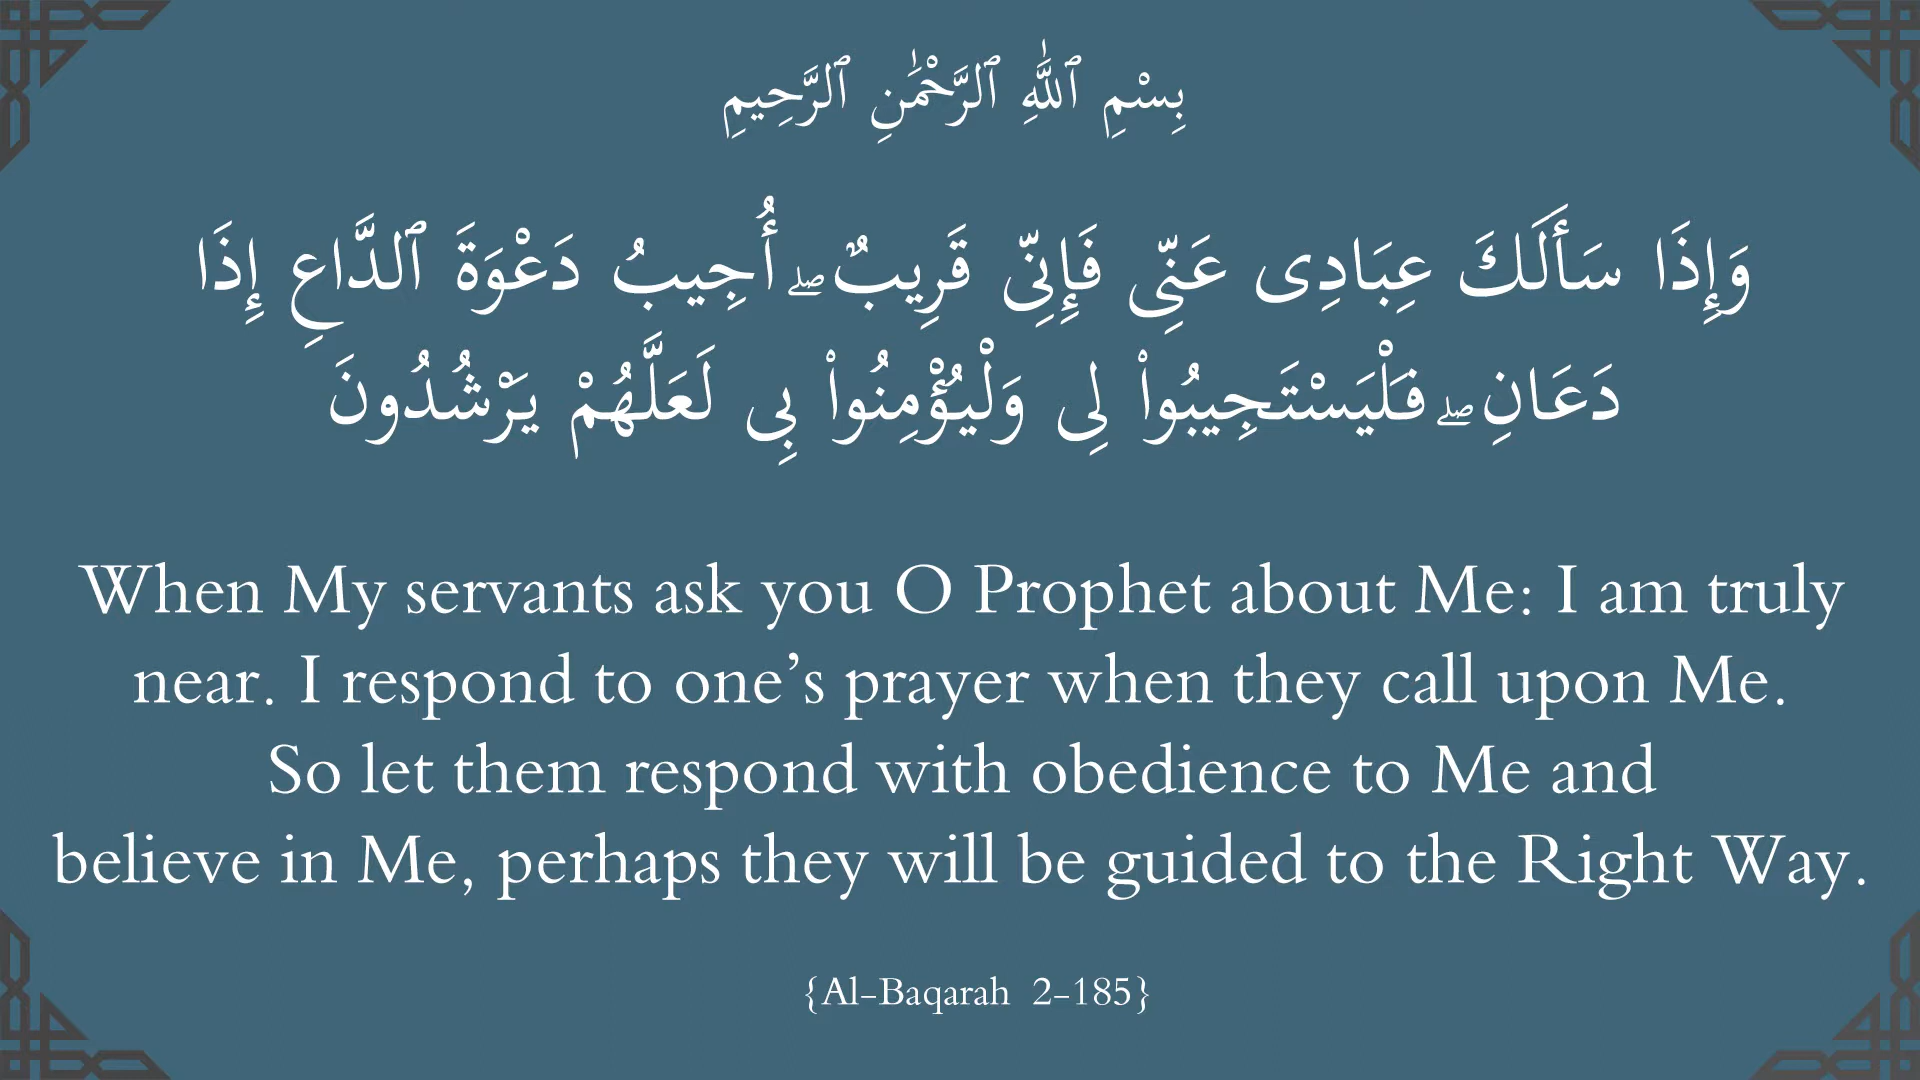 بِسْمِ ٱللَّهِ ٱلرَّحْمَٰنِ ٱلرَّحِيمِ
وَإِذَا سَأَلَكَ عِبَادِى عَنِّى فَإِنِّى قَرِيبٌ ۖ أُجِيبُ دَعْوَةَ ٱلدَّاعِ إِذَا
دَعَانِ ۖ فَلْيَسْتَجِيبُوا۟ لِى وَلْيُؤْمِنُوا۟ بِى لَعَلَّهُمْ يَرْشُدُونَ
When My servants ask you O Prophet about Me: I am truly
near. I respond to one’s prayer when they call upon Me.
So let them respond with obedience to Me and
believe in Me, perhaps they will be guided to the Right Way.
{Al-Baqarah 2-185}